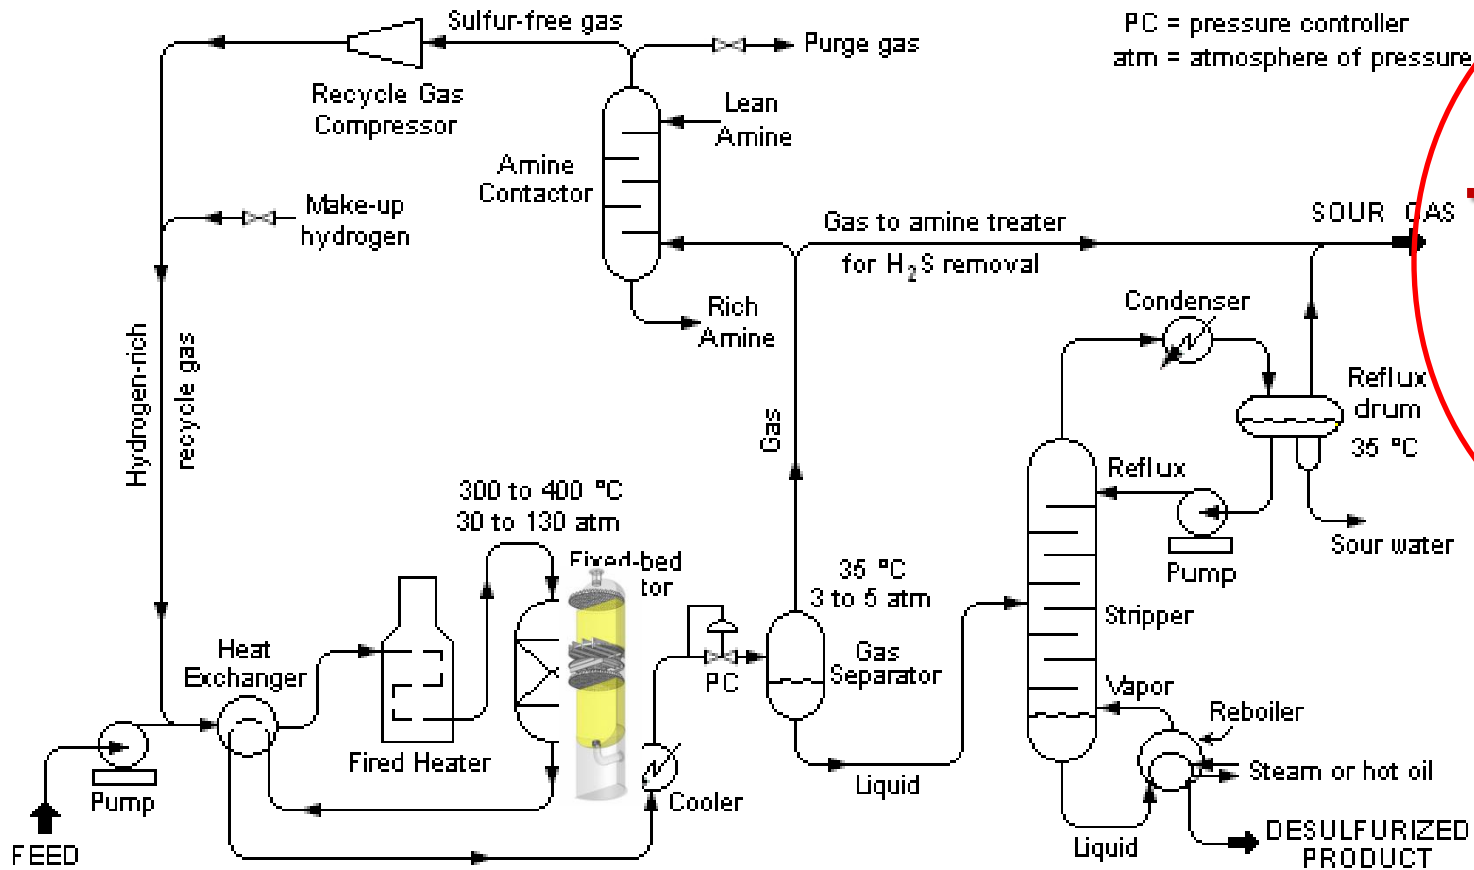 Sulfur-free gas
Purge gas
PC = pressure controller
atm = atmosphere of pressure
Recycle Gas
Compressor
Lean
Amine
Amine
Contactor
Make-up
hydrogen
Gas to amine treater
for H₂S removal
SOUR GAS
Rich
Amine
Condenser
Hydrogen-rich
recycle gas
Gas
Reflux
drum
35 °C
Reflux
Sour water
Pump
300 to 400 °C
30 to 130 atm
Fixed-bed
tor
35 °C
3 to 5 atm
Gas
Separator
Stripper
Heat
Exchanger
PC
Vapor
Reboiler
Fired Heater
Steam or hot oil
Pump
Cooler
Liquid
FEED
Liquid
DESULFURIZED
PRODUCT